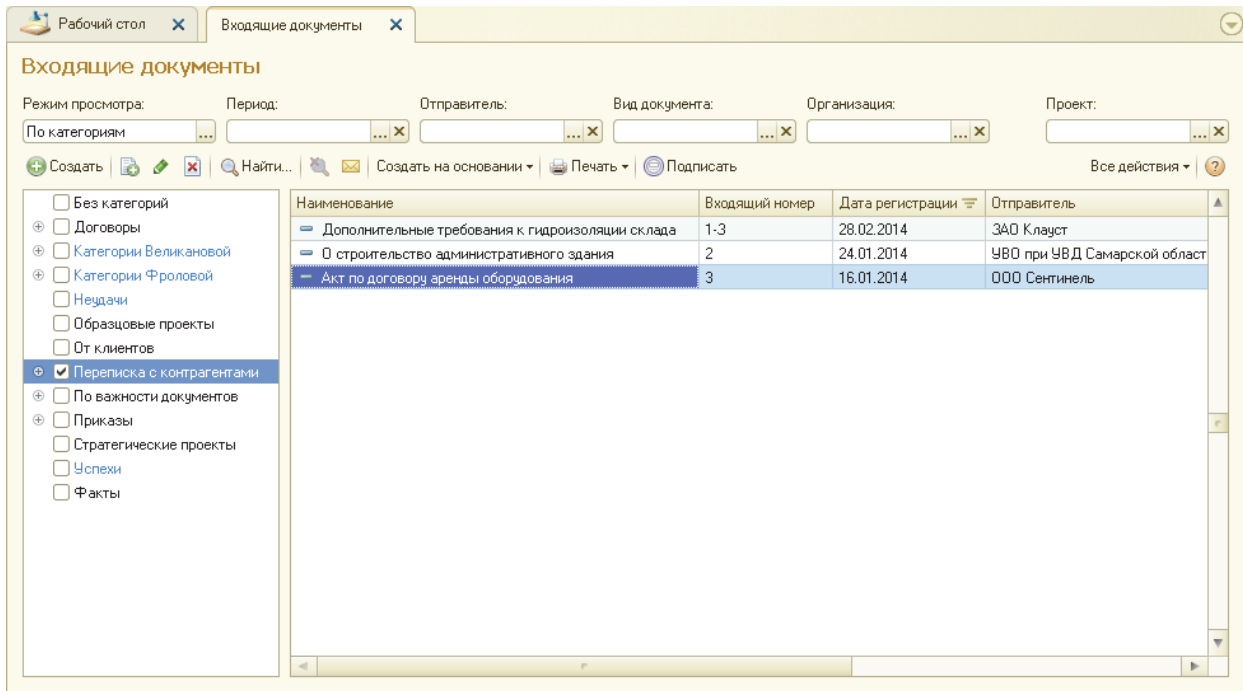 Рабочий стол Входящие документы
Входящие документы
Режим просмотра: Период: Отправитель: Вид документа: Организация: Проект:
По категориям ... ... ... ... ... ...
Создать Найти... Создать на основании Печать Подписать Все действия ?
Без категорий
Договоры
Категории Великановой
Категории Фроловой
Неудачи
Образцовые проекты
От клиентов
Переписка с контрагентами
По важности документов
Приказы
Стратегические проекты
Успехи
Факты
Наименование Входящий номер Дата регистрации Отправитель
Дополнительные требования к гидроизоляции склада 1-3 28.02.2014 ЗАО Клауст
О строительство административного здания 2 24.01.2014 УВО при УВД Самарской област
Акт по договору аренды оборудования 3 16.01.2014 ООО Сентинель